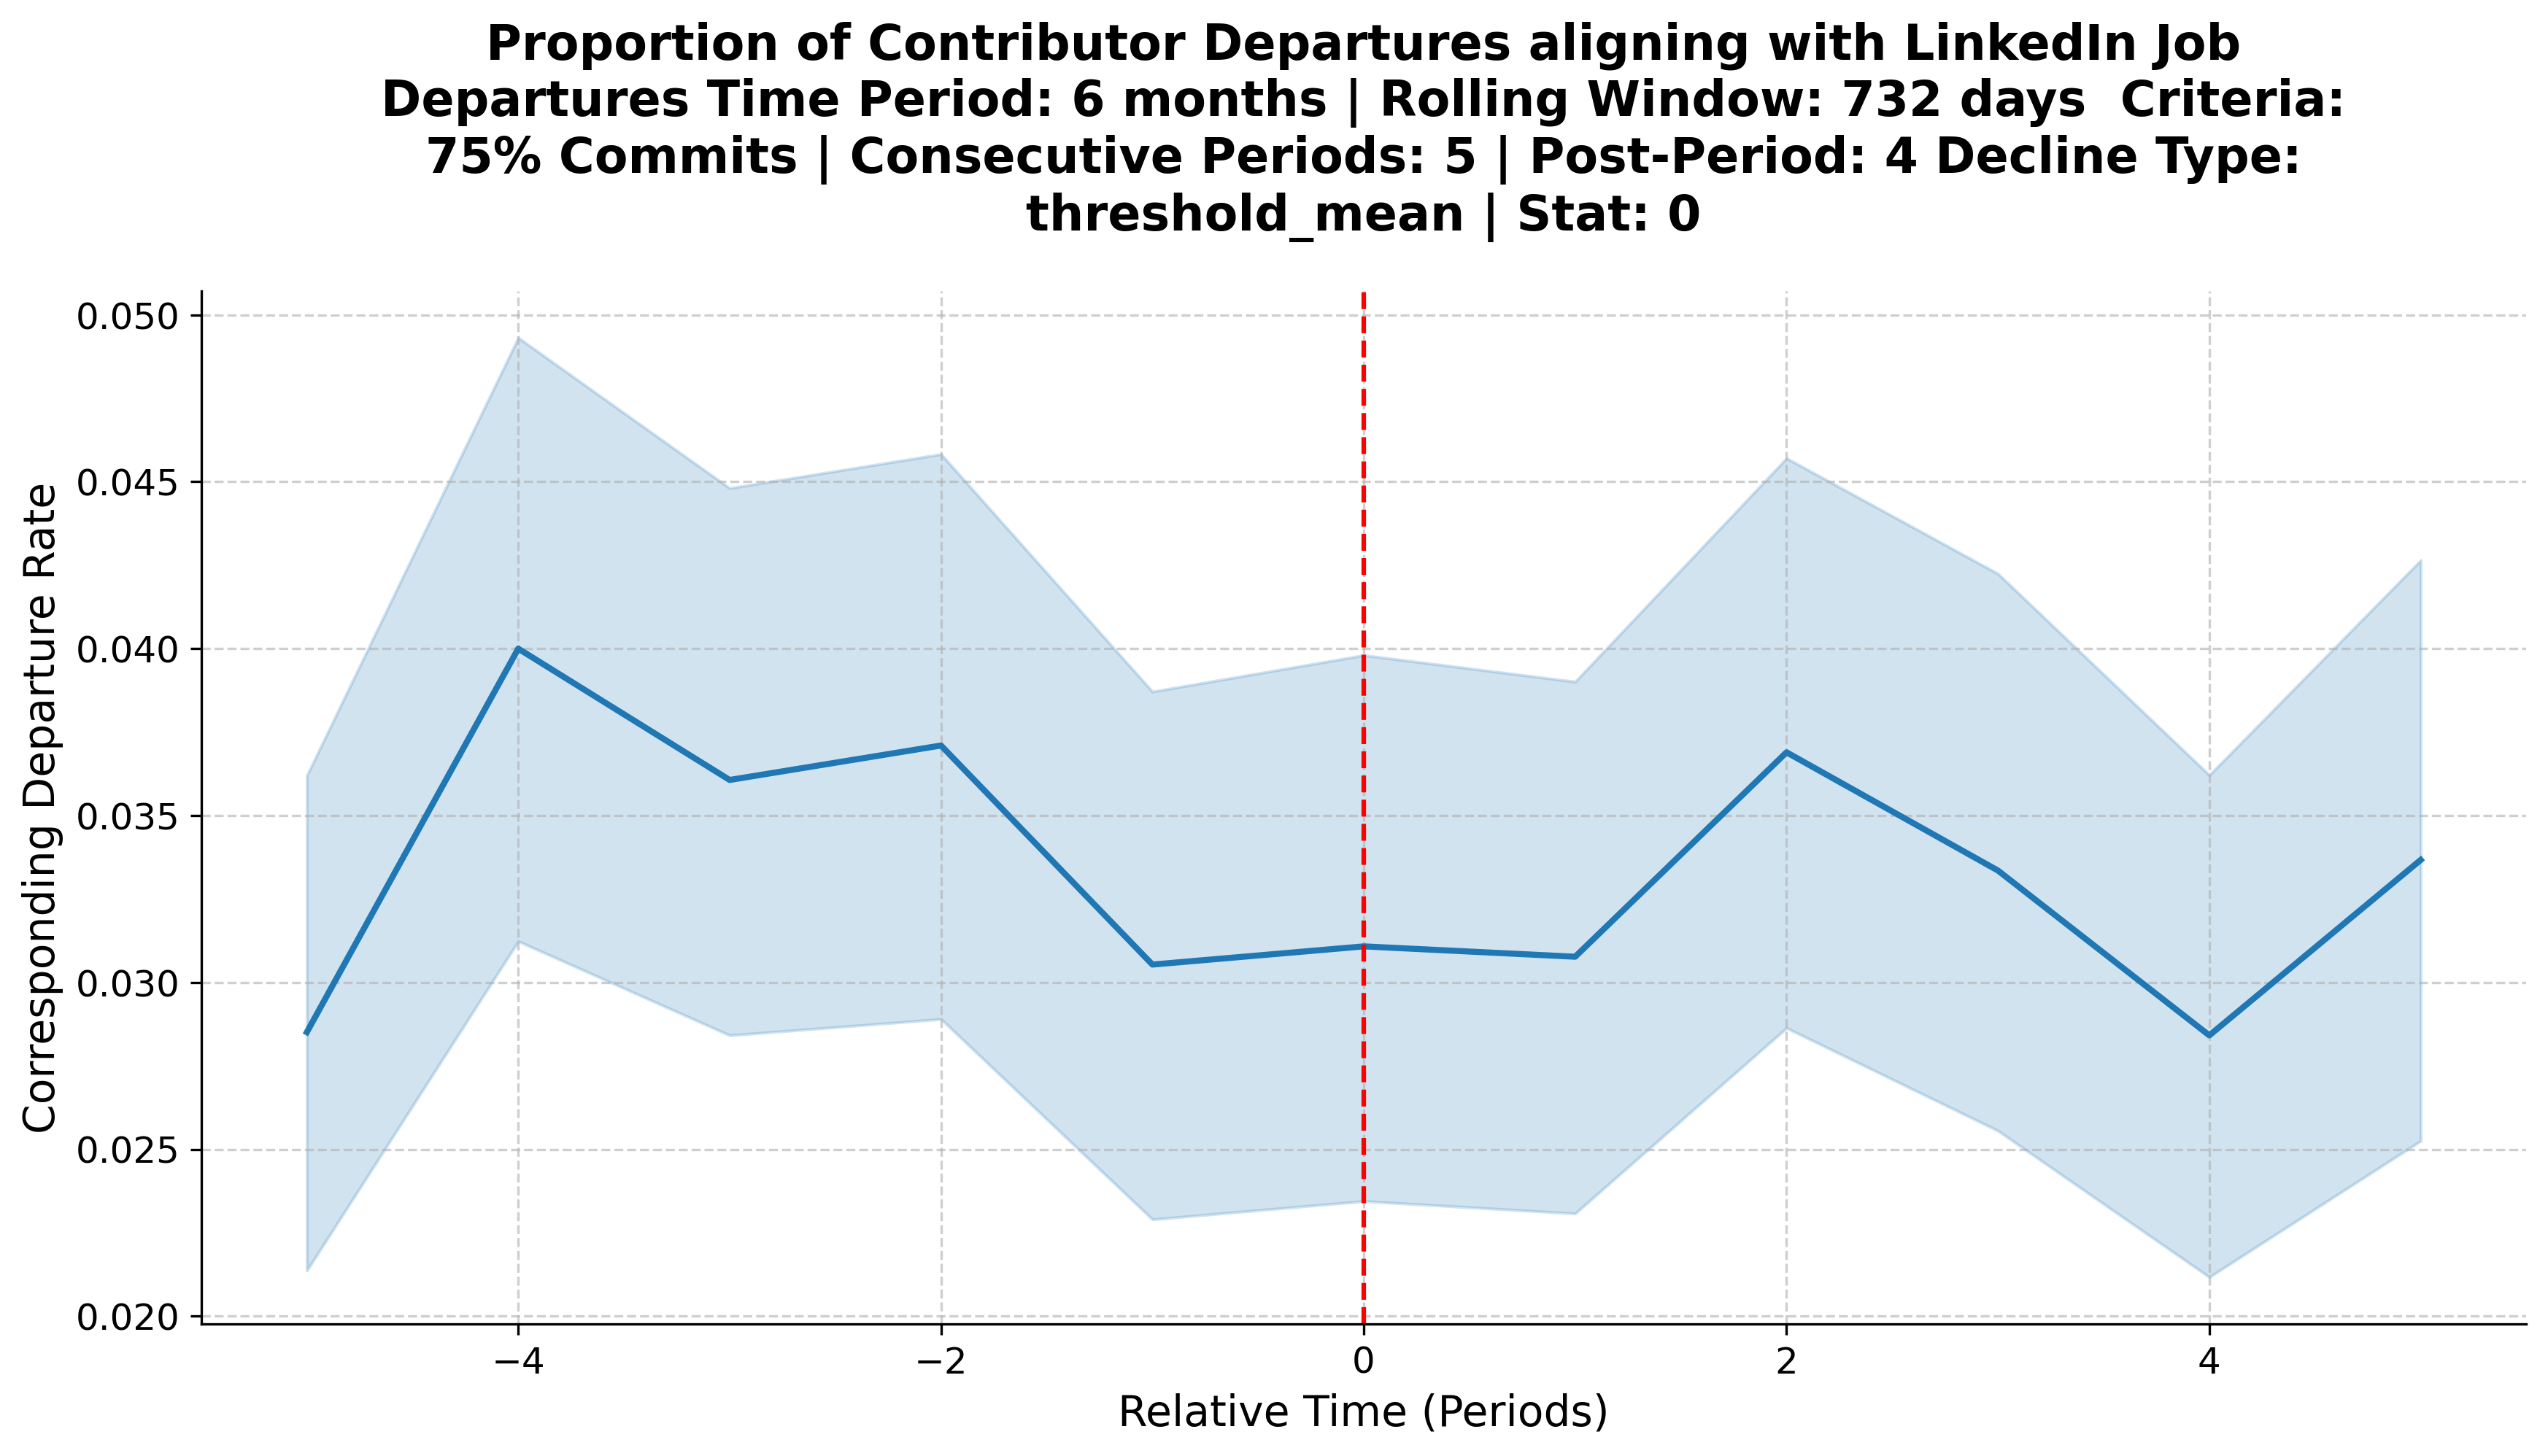 Proportion of Contributor Departures aligning with LinkedIn Job
Departures Time Period: 6 months | Rolling Window: 732 days  Criteria:
75% Commits | Consecutive Periods: 5 | Post-Period: 4 Decline Type:
threshold_mean | Stat: 0
Corresponding Departure Rate
0.050
0.045
0.040
0.035
0.030
0.025
0.020
−4 −2 0 2 4
Relative Time (Periods)